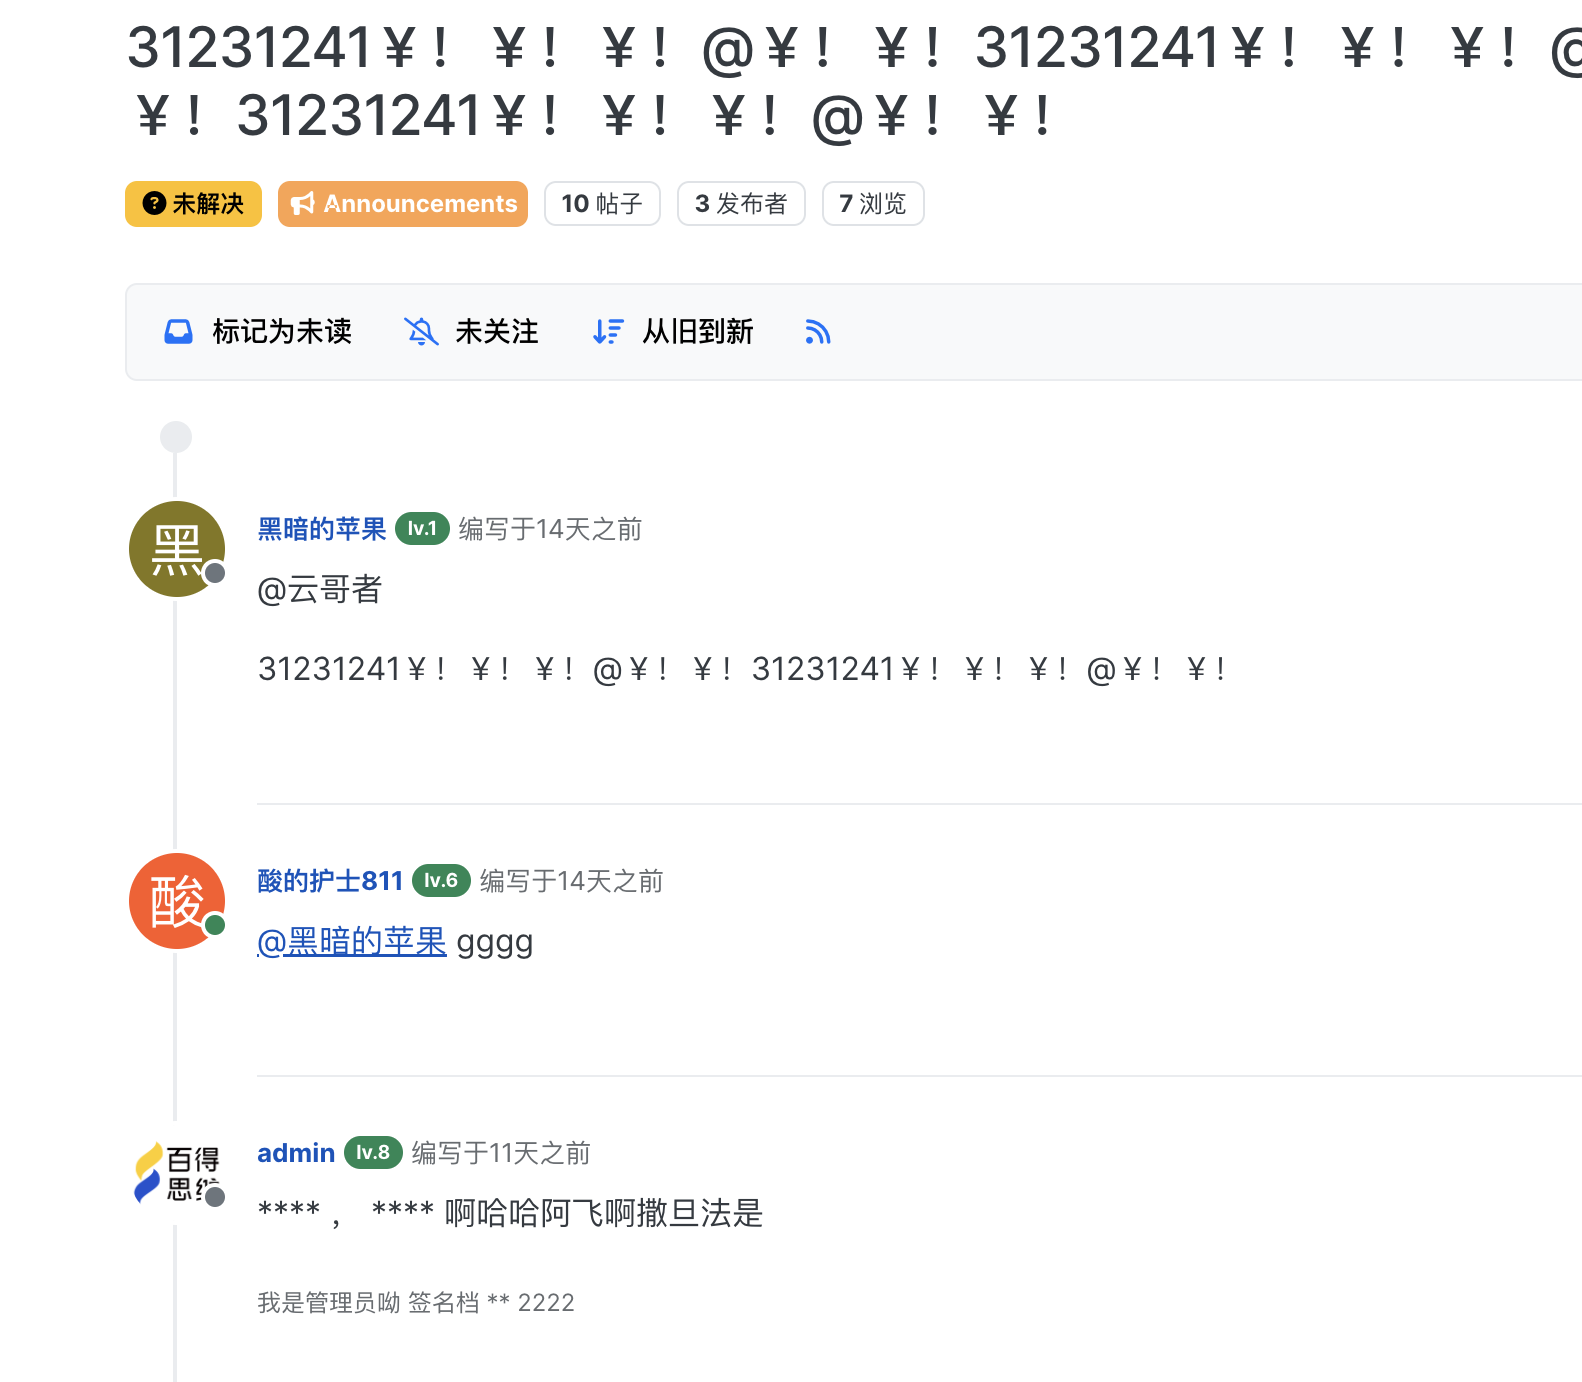 31231241¥！ ¥！ ¥！@¥！ ¥！31231241¥！ ¥！ ¥！@
¥！31231241¥！ ¥！ ¥！@¥！ ¥！
未解决 Announcements 10 帖子 3 发布者 7 浏览
标记为未读 未关注 从旧到新
黑
黑暗的苹果 lv.1 编写于14天之前
@云哥者
31231241¥！ ¥！ ¥！@¥！ ¥！31231241¥！ ¥！ ¥！@¥！ ¥！
酸
酸的护士811 lv.6 编写于14天之前
@黑暗的苹果 gggg
百得
思维
admin lv.8 编写于11天之前
**** ， **** 啊哈哈阿飞啊撒旦法是
我是管理员呦 签名档 ** 2222